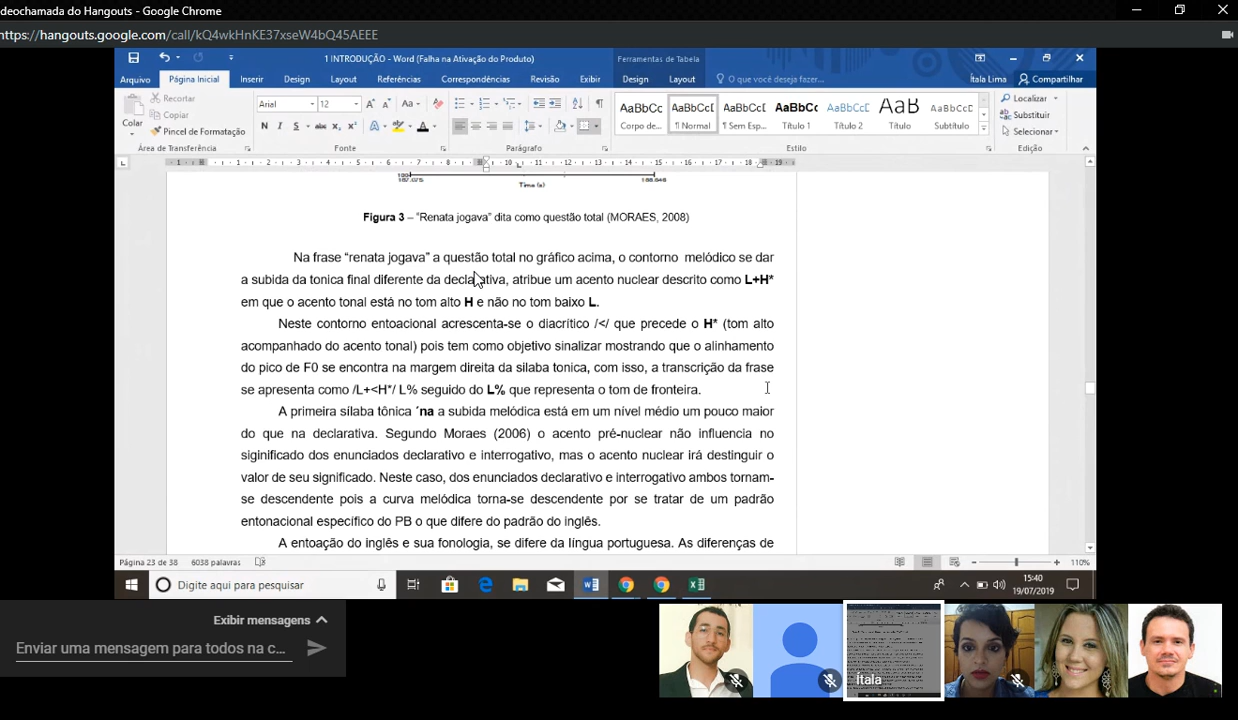 deochamada do Hangouts - Google Chrome
https://hangouts.google.com/call/kQ4wkHnKE37xseW4bQ45AEEE
1 INTRODUÇÃO - Word (Falha na Ativação do Produto)
Ferramentas de Tabela
Arquivo Página Inicial Inserir Design Layout Referências Correspondências Revisão Exibir Design Layout O que você deseja fazer... Ítala Lima Compartilhar
Colar
Recortar
Copiar
Pincel de Formatação
Área de Transferência
Arial 12
N I S abc
Fonte
Parágrafo
AaBbCc AaBbCcI AaBbCcI AaBbCc AaBbCcI AaB AaBbCcI
Corpo de... ¶ Normal ¶ Sem Esp... Título 1 Título 2 Título Subtítulo
Estilo
Localizar
Substituir
Selecionar
Edição
187.075 188.648
Time (s)
Figura 3 – “Renata jogava” dita como questão total (MORAES, 2008)
Na frase “renata jogava” a questão total no gráfico acima, o contorno melódico se dar
a subida da tonica final diferente da declarativa, atribue um acento nuclear descrito como L+H*
em que o acento tonal está no tom alto H e não no tom baixo L.
Neste contorno entoacional acrescenta-se o diacrítico /</ que precede o H* (tom alto
acompanhado do acento tonal) pois tem como objetivo sinalizar mostrando que o alinhamento
do pico de F0 se encontra na margem direita da silaba tonica, com isso, a transcrição da frase
se apresenta como /L+<H*/ L% seguido do L% que representa o tom de fronteira.
A primeira sílaba tônica ´na a subida melódica está em um nível médio um pouco maior
do que na declarativa. Segundo Moraes (2006) o acento pré-nuclear não influencia no
siginificado dos enunciados declarativo e interrogativo, mas o acento nuclear irá destinguir o
valor de seu significado. Neste caso, dos enunciados declarativo e interrogativo ambos tornam-
se descendente pois a curva melódica torna-se descendente por se tratar de um padrão
entonacional específico do PB o que difere do padrão do inglês.
A entoação do inglês e sua fonologia, se difere da língua portuguesa. As diferenças de
Página 23 de 38 6038 palavras 110%
Digite aqui para pesquisar
15:40
19/07/2019
Exibir mensagens
Enviar uma mensagem para todos na c...
Ítala